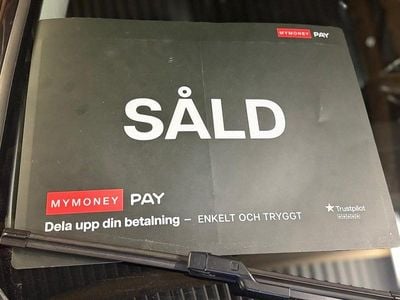 MYMONEY PAY
SÅLD
MYMONEY PAY
Dela upp din betalning – ENKELT OCH TRYGGT
Trustpilot